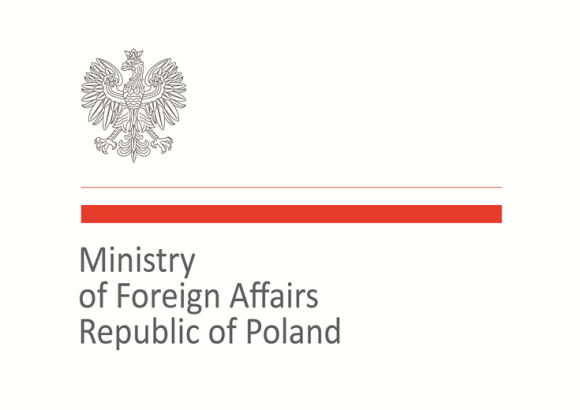 Ministry
of Foreign Affairs
Republic of Poland